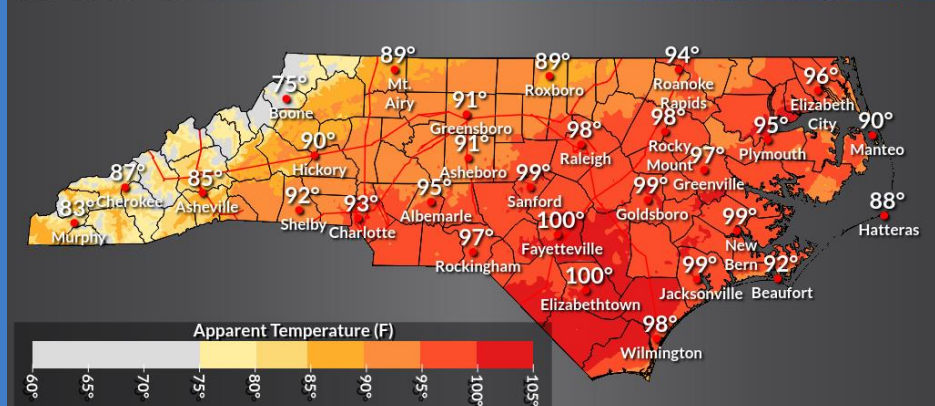 89°
Mt.
Airy
89°
Roxboro
94°
Roanoke
Rapids
96°
Elizabeth
City
75°
Boone
91°
Greensboro
98°
Raleigh
98°
Rocky
Mount
95°
Plymouth
90°
Manteo
90°
Hickory
91°
Asheboro
97°
Greenville
87°
Cherokee
85°
Asheville
99°
Sanford
99°
Goldsboro
83°
Murphy
92°
Shelby
93°
Charlotte
95°
Albemarle
100°
Fayetteville
99°
New
Bern
88°
Hatteras
97°
Rockingham
100°
Elizabethtown
99°
Jacksonville
92°
Beaufort
98°
Wilmington
Apparent Temperature (F)
60°
65°
70°
75°
80°
85°
90°
95°
100°
105°